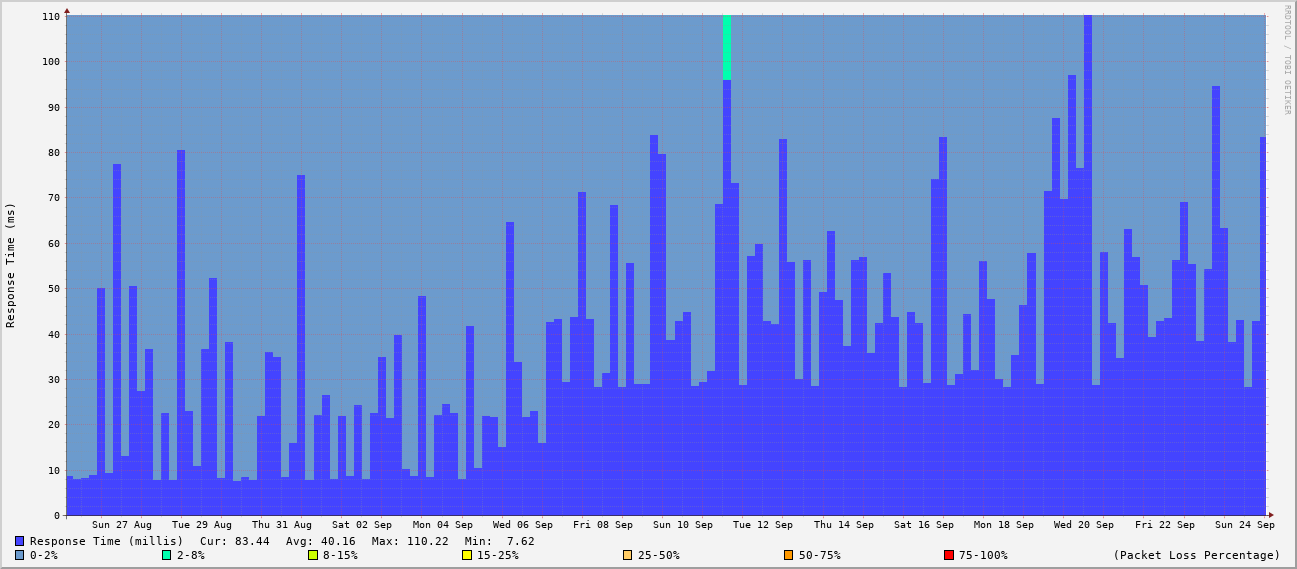 RRDTOOL / TOBI OETIKER
Response Time (ms)
110
100
90
80
70
60
50
40
30
20
10
0
Sun 27 Aug Tue 29 Aug Thu 31 Aug Sat 02 Sep Mon 04 Sep Wed 06 Sep Fri 08 Sep Sun 10 Sep Tue 12 Sep Thu 14 Sep Sat 16 Sep Mon 18 Sep Wed 20 Sep Fri 22 Sep Sun 24 Sep
Response Time (millis) Cur: 83.44 Avg: 40.16 Max: 110.22 Min: 7.62
0-2% 2-8% 8-15% 15-25% 25-50% 50-75% 75-100% (Packet Loss Percentage)